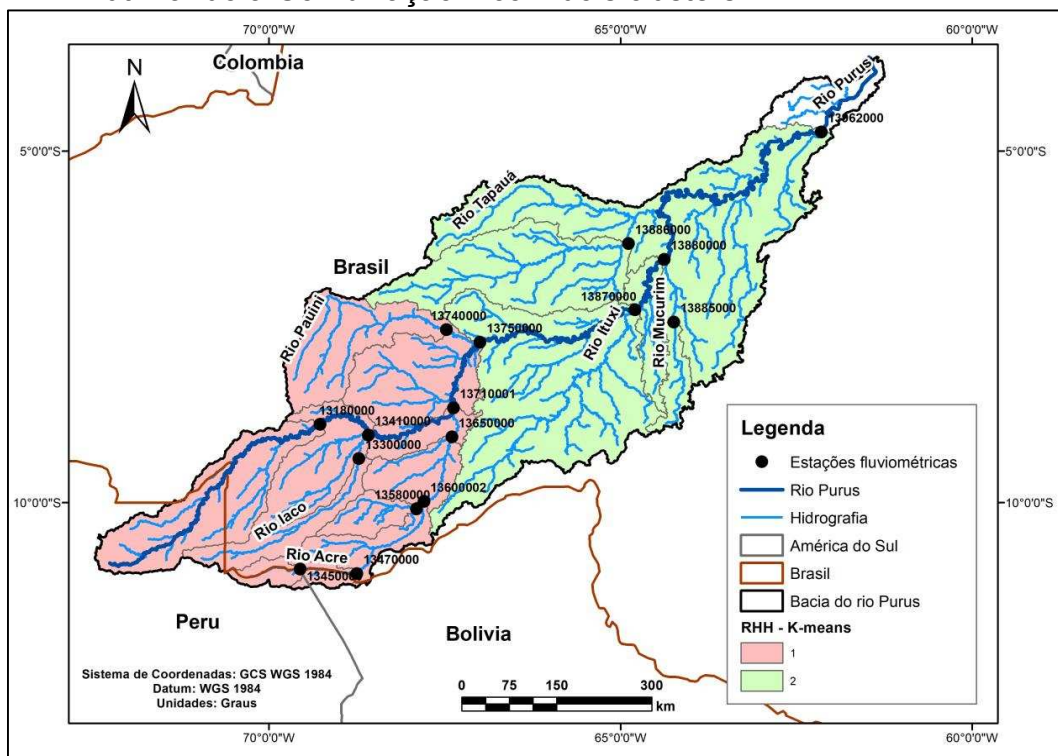 70°0'0"W 65°0'0"W 60°0'0"W
Colombia
N
Rio Purus
13962000
5°0'0"S 5°0'0"S
Rio Tapauá
13886000
13880000
Brasil
13870000
13885000
Rio Ituxi
Rio Mucurim
Rio Pauini
13740000
13750000
13710001
13180000
13410000
13650000
13300000
13600002
13580000
10°0'0"S 10°0'0"S
Rio Iaco
Rio Acre
13470000
13450000
Peru
Bolivia
Legenda
Estações fluviométricas
Rio Purus
Hidrografia
América do Sul
Brasil
Bacia do rio Purus
RHH - K-means
1
2
Sistema de Coordenadas: GCS WGS 1984
Datum: WGS 1984
Unidades: Graus
0 75 150 300
km
70°0'0"W 65°0'0"W 60°0'0"W